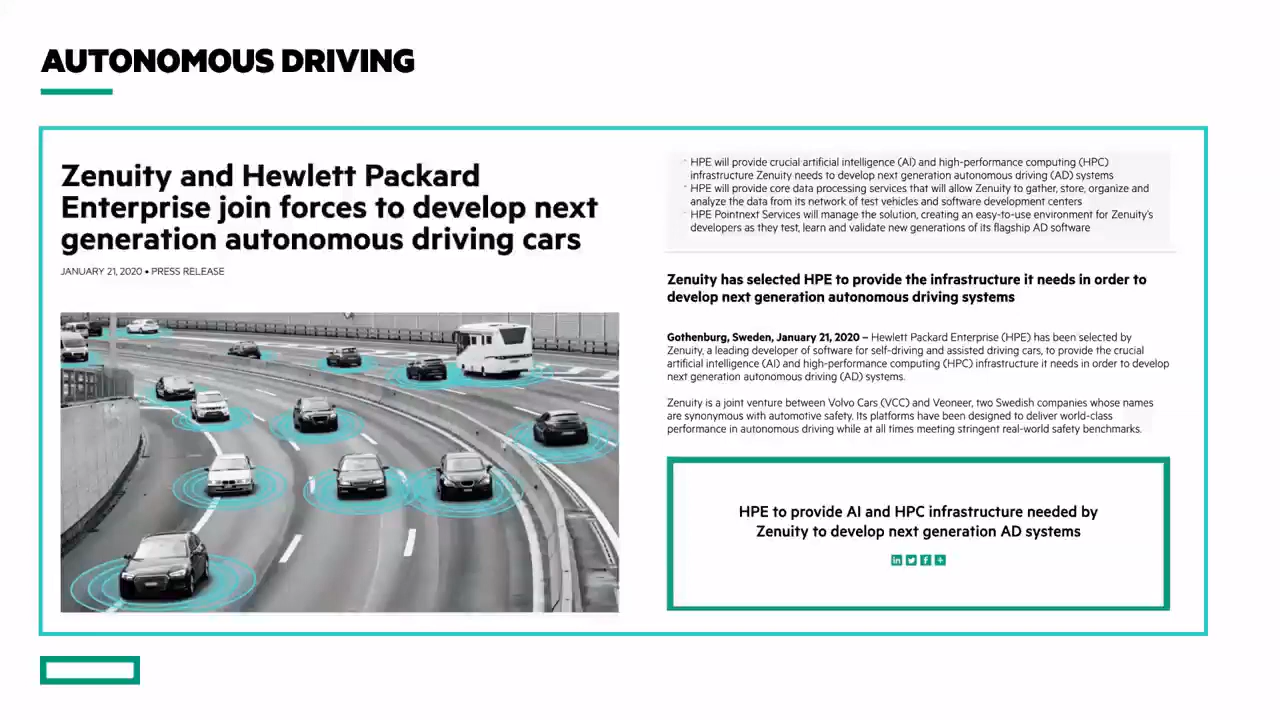 AUTONOMOUS DRIVING
Zenuity and Hewlett Packard
Enterprise join forces to develop next
generation autonomous driving cars
JANUARY 21, 2020 • PRESS RELEASE
HPE will provide crucial artificial intelligence (AI) and high-performance computing (HPC)
infrastructure Zenuity needs to develop next generation autonomous driving (AD) systems
HPE will provide core data processing services that will allow Zenuity to gather, store, organize and
analyze the data from its network of test vehicles and software development centers
HPE Pointnext Services will manage the solution, creating an easy-to-use environment for Zenuity's
developers as they test, learn and validate new generations of its flagship AD software
Zenuity has selected HPE to provide the infrastructure it needs in order to
develop next generation autonomous driving systems
Gothenburg, Sweden, January 21, 2020 – Hewlett Packard Enterprise (HPE) has been selected by
Zenuity, a leading developer of software for self-driving and assisted driving cars, to provide the crucial
artificial intelligence (AI) and high-performance computing (HPC) infrastructure it needs in order to develop
next generation autonomous driving (AD) systems.
Zenuity is a joint venture between Volvo Cars (VCC) and Veoneer, two Swedish companies whose names
are synonymous with automotive safety. Its platforms have been designed to deliver world-class
performance in autonomous driving while at all times meeting stringent real-world safety benchmarks.
HPE to provide AI and HPC infrastructure needed by
Zenuity to develop next generation AD systems